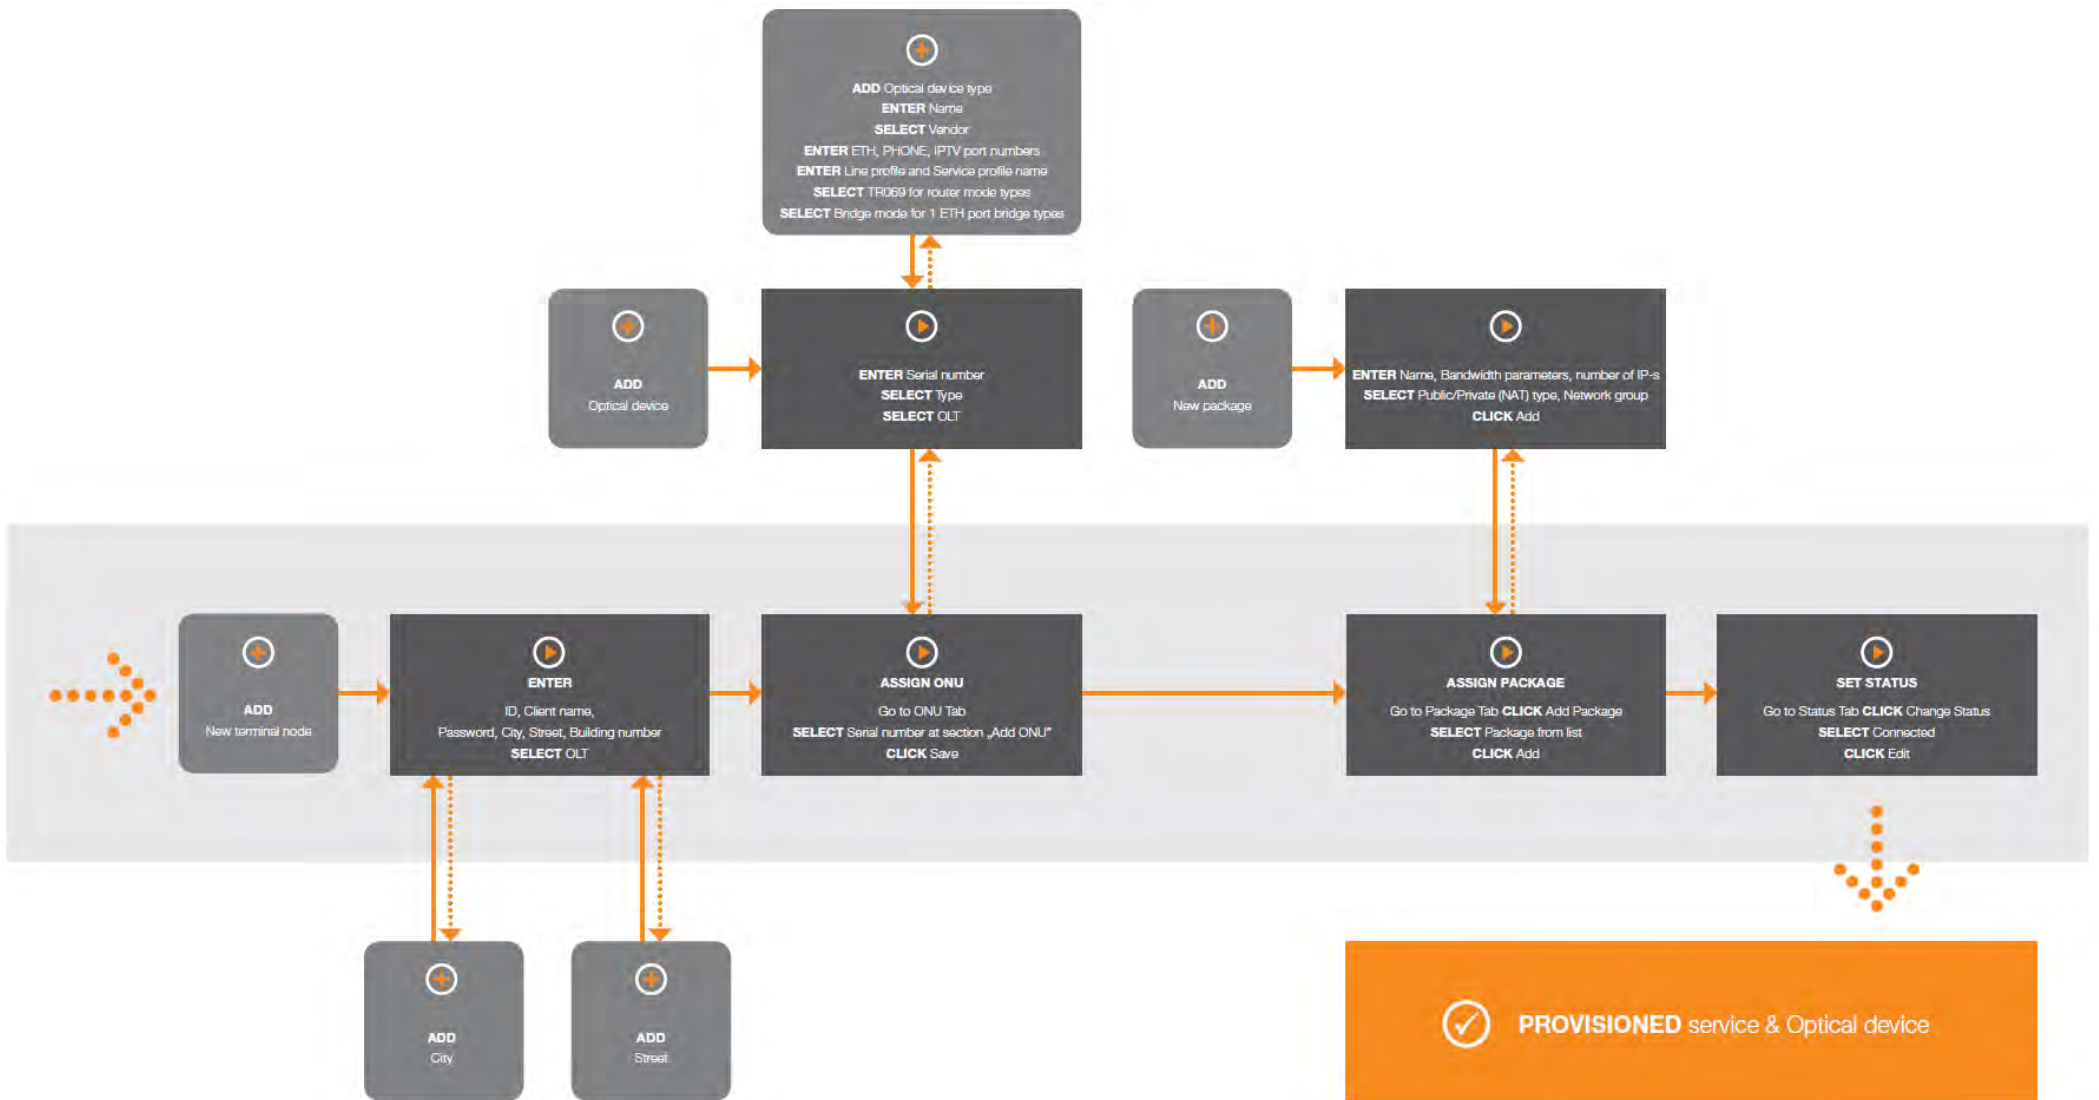 ADD Optical device type
ENTER Name
SELECT Vendor
ENTER ETH, PHONE, IPTV port numbers
ENTER Line profile and Service profile name
SELECT TR069 for router mode types
SELECT Bridge mode for 1 ETH port bridge types
ADD
Optical device
ENTER Serial number
SELECT Type
SELECT OLT
ADD
New package
ENTER Name, Bandwidth parameters, number of IP-s
SELECT Public/Private (NAT) type, Network group
CLICK Add
ADD
New terminal node
ENTER
ID, Client name,
Password, City, Street, Building number
SELECT OLT
ASSIGN ONU
Go to ONU Tab
SELECT Serial number at section „Add ONU"
CLICK Save
ASSIGN PACKAGE
Go to Package Tab CLICK Add Package
SELECT Package from list
CLICK Add
SET STATUS
Go to Status Tab CLICK Change Status
SELECT Connected
CLICK Edit
ADD
City
ADD
Street
PROVISIONED service & Optical device